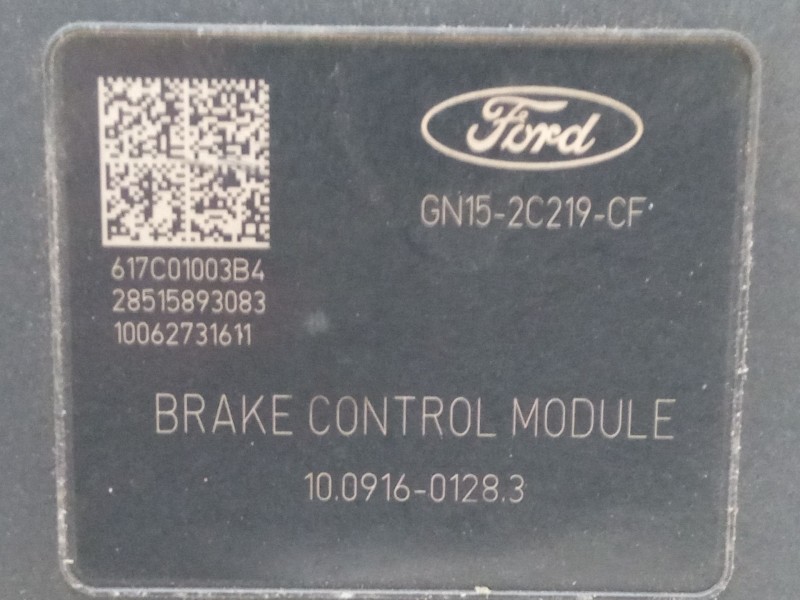 Ford
GN15-2C219-CF
617C01003B4
28515893083
10062731611
BRAKE CONTROL MODULE
10.0916-0128.3